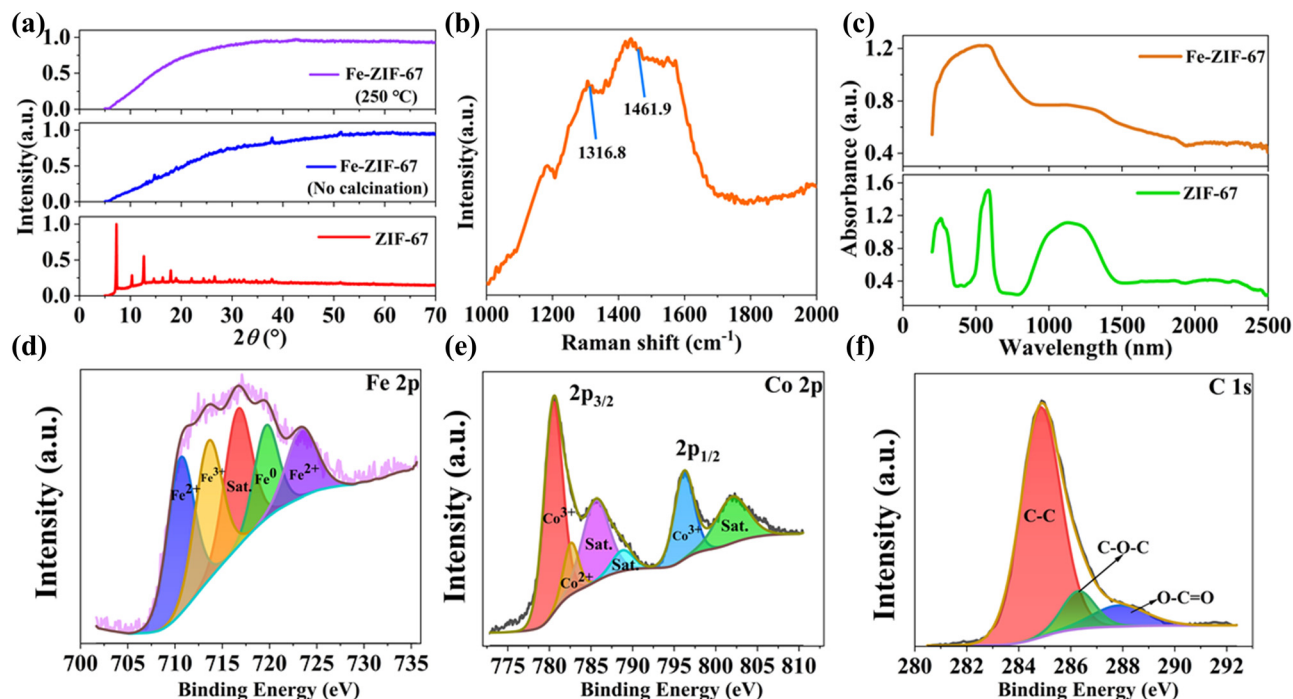 (a)
Intensity(a.u.)
1.0
0.5
0.0
Fe-ZIF-67
(250 °C)
1.0
0.5
0.0
Fe-ZIF-67
(No calcination)
1.0
0.5
0.0
ZIF-67
0 10 20 30 40 50 60 70
2θ (°)
(b)
Intensity(a.u.)
1316.8
1461.9
1000 1200 1400 1600 1800 2000
Raman shift (cm⁻¹)
(c)
Absorbance (a.u.)
1.2
0.8
0.4
Fe-ZIF-67
1.6
1.2
0.8
0.4
ZIF-67
0 500 1000 1500 2000 2500
Wavelength (nm)
(d)
Fe 2p
Intensity (a.u.)
Fe²⁺
Fe³⁺
Sat.
Fe⁰
Fe²⁺
700 705 710 715 720 725 730 735
Binding Energy (eV)
(e)
Co 2p
Intensity (a.u.)
2p₃/₂
2p₁/₂
Co³⁺
Co²⁺
Sat.
Sat.
Co³⁺
Sat.
775 780 785 790 795 800 805 810
Binding Energy (eV)
(f)
C 1s
Intensity (a.u.)
C-C
C-O-C
O-C=O
280 282 284 286 288 290 292
Binding Energy (eV)